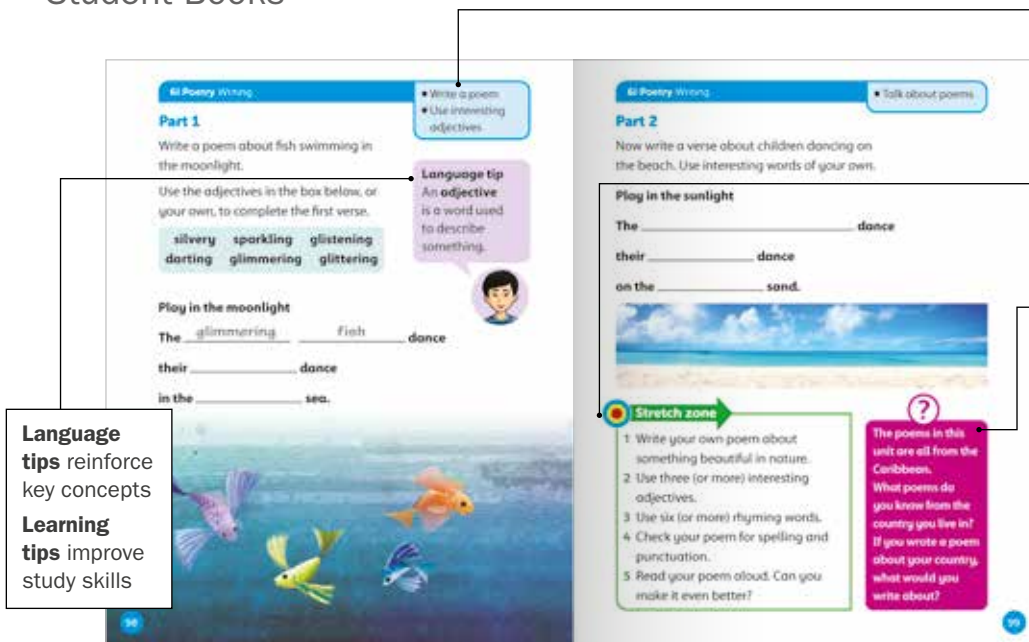 Student Books
6I Poetry Writing
• Write a poem
• Use interesting
adjectives
Part 1
Write a poem about fish swimming in
the moonlight.
Use the adjectives in the box below, or
your own, to complete the first verse.
silvery sparkling glistening
darting glimmering glittering
Language tip
An adjective
is a word used
to describe
something.
Play in the moonlight
The glimmering fish dance
their ____________ dance
in the ____________ sea.
Language
tips reinforce
key concepts
Learning
tips improve
study skills
98
6I Poetry Writing
• Talk about poems
Part 2
Now write a verse about children dancing on
the beach. Use interesting words of your own.
Play in the sunlight
The ____________ dance
their ____________ dance
on the ____________ sand.
Stretch zone
1 Write your own poem about
something beautiful in nature.
2 Use three (or more) interesting
adjectives.
3 Use six (or more) rhyming words.
4 Check your poem for spelling and
punctuation.
5 Read your poem aloud. Can you
make it even better?
?
The poems in this
unit are all from the
Caribbean.
What poems do
you know from the
country you live in?
If you wrote a poem
about your country,
what would you
write about?
99